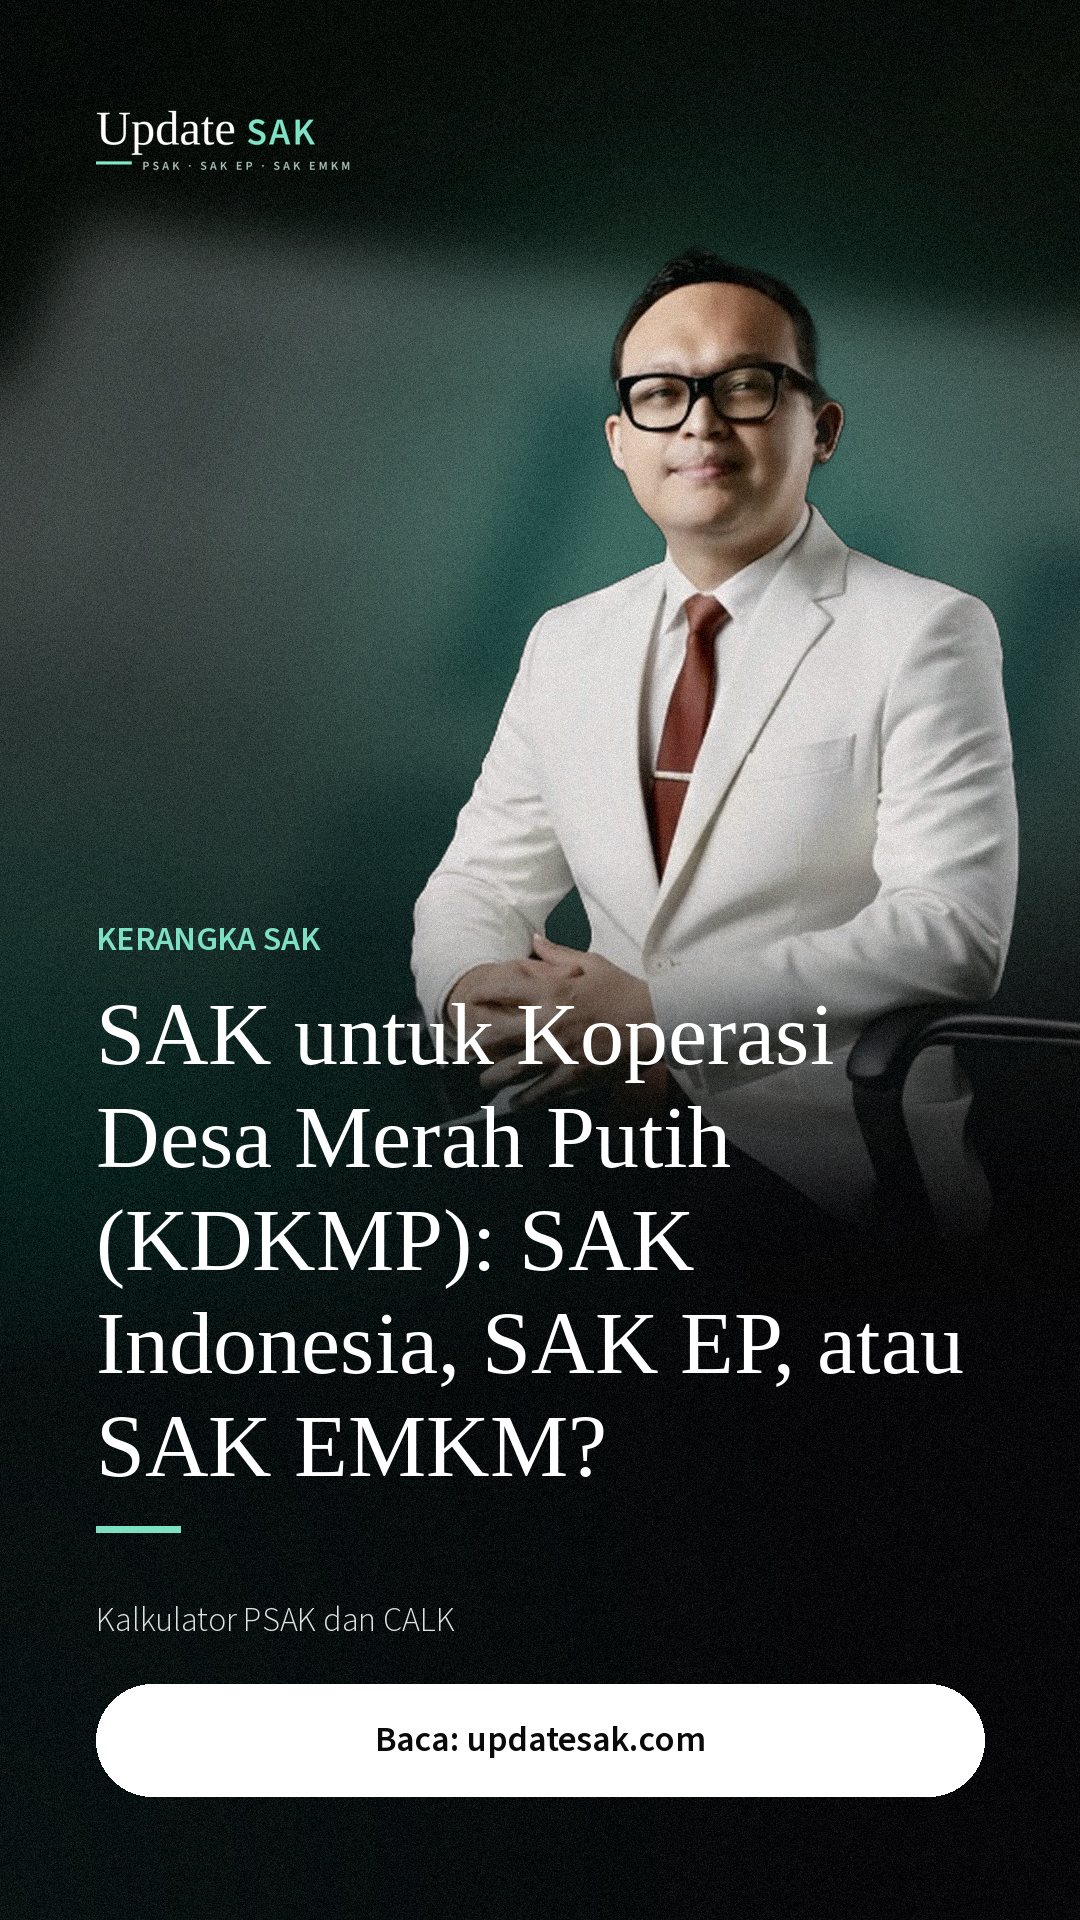 Update SAK
PSAK · SAK EP · SAK EMKM
KERANGKA SAK
SAK untuk Koperasi
Desa Merah Putih
(KDKMP): SAK
Indonesia, SAK EP, atau
SAK EMKM?
Kalkulator PSAK dan CALK
Baca: updatesak.com